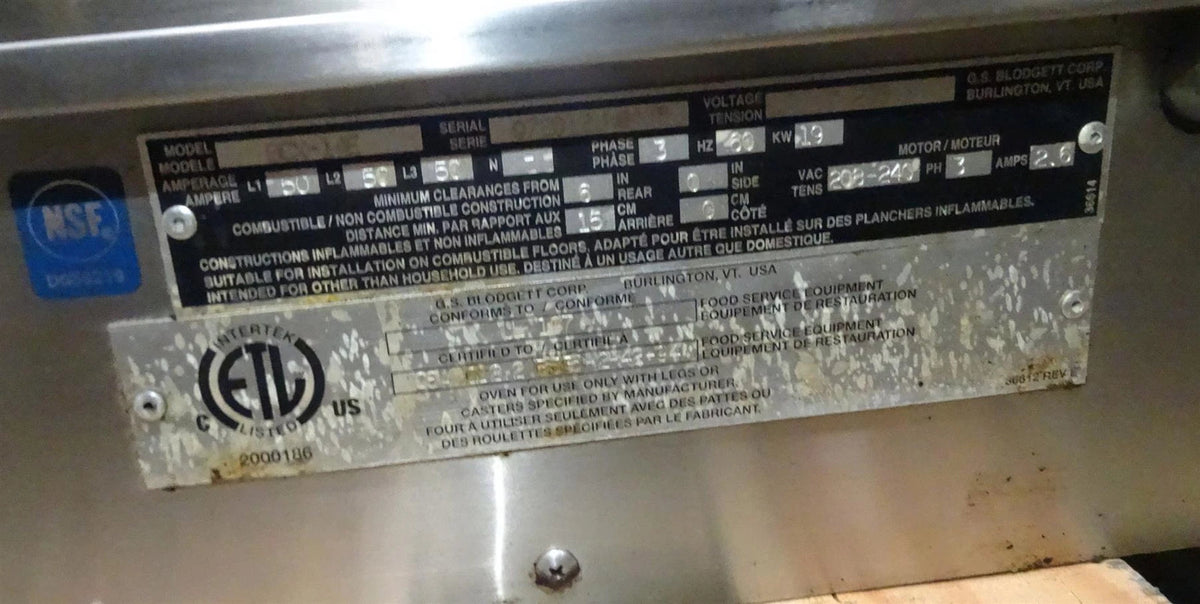 G.S. BLODGETT CORP.
BURLINGTON, VT. USA
MODEL
MODELE
SERIAL
SERIE
VOLTAGE
TENSION
AMPERAGE
AMPERE
L1 50 L2 50 L3 50 N --
PHASE
PHASE 3 HZ 60 KW 19
MOTOR/MOTEUR
VAC
TENS 208-240 PH 3 AMPS 2.6
MINIMUM CLEARANCES FROM
COMBUSTIBLE / NON COMBUSTIBLE CONSTRUCTION
DISTANCE MIN. PAR RAPPORT AUX
CONSTRUCTIONS INFLAMMABLES ET NON INFLAMMABLES
6 IN
REAR
15 CM
ARRIÈRE
0 IN
SIDE
0 CM
CÔTÉ
SUITABLE FOR INSTALLATION ON COMBUSTIBLE FLOORS, ADAPTÉ POUR ÊTRE INSTALLÉ SUR DES PLANCHERS INFLAMMABLES.
INTENDED FOR OTHER THAN HOUSEHOLD USE. DESTINÉ À UN USAGE AUTRE QUE DOMESTIQUE.
36614
NSF
G.S. BLODGETT CORP. BURLINGTON, VT. USA
CONFORMS TO / CONFORME
FOOD SERVICE EQUIPMENT
EQUIPEMENT DE RESTAURATION
CERTIFIED TO / CERTIFIE A
FOOD SERVICE EQUIPMENT
EQUIPEMENT DE RESTAURATION
OVEN FOR USE ONLY WITH LEGS OR
CASTERS SPECIFIED BY MANUFACTURER.
FOUR À UTILISER SEULEMENT AVEC DES PATTES OU
DES ROULETTES SPÉCIFIÉES PAR LE FABRICANT.
INTERTEK
ETL
C US
LISTED
2000186
36612 REV